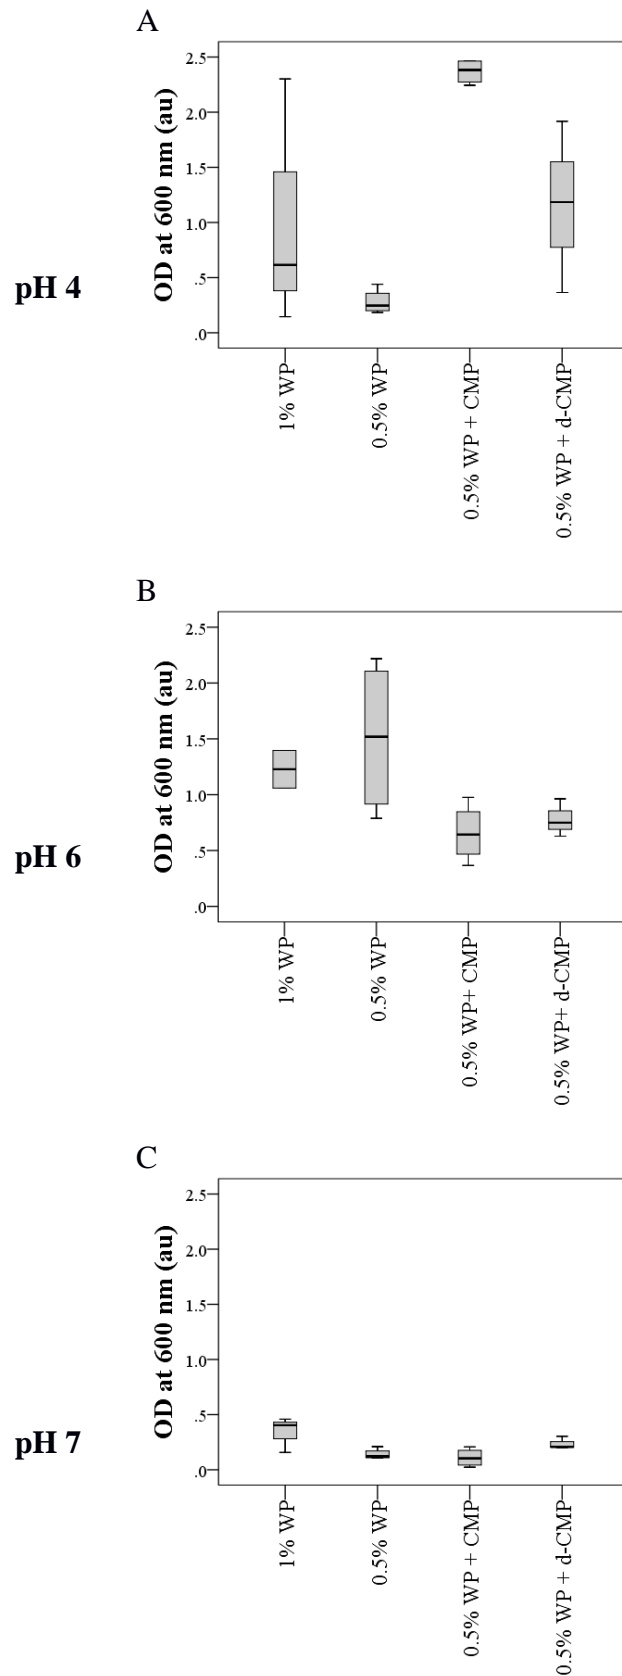 A
OD at 600 nm (au)
2.5
2.0
1.5
1.0
.5
.0
pH 4
1% WP
0.5% WP
0.5% WP + CMP
0.5% WP + d-CMP
B
OD at 600 nm (au)
2.5
2.0
1.5
1.0
.5
.0
pH 6
1% WP
0.5% WP
0.5% WP+ CMP
0.5% WP+ d-CMP
C
OD at 600 nm (au)
2.5
2.0
1.5
1.0
.5
.0
pH 7
1% WP
0.5% WP
0.5% WP + CMP
0.5% WP + d-CMP